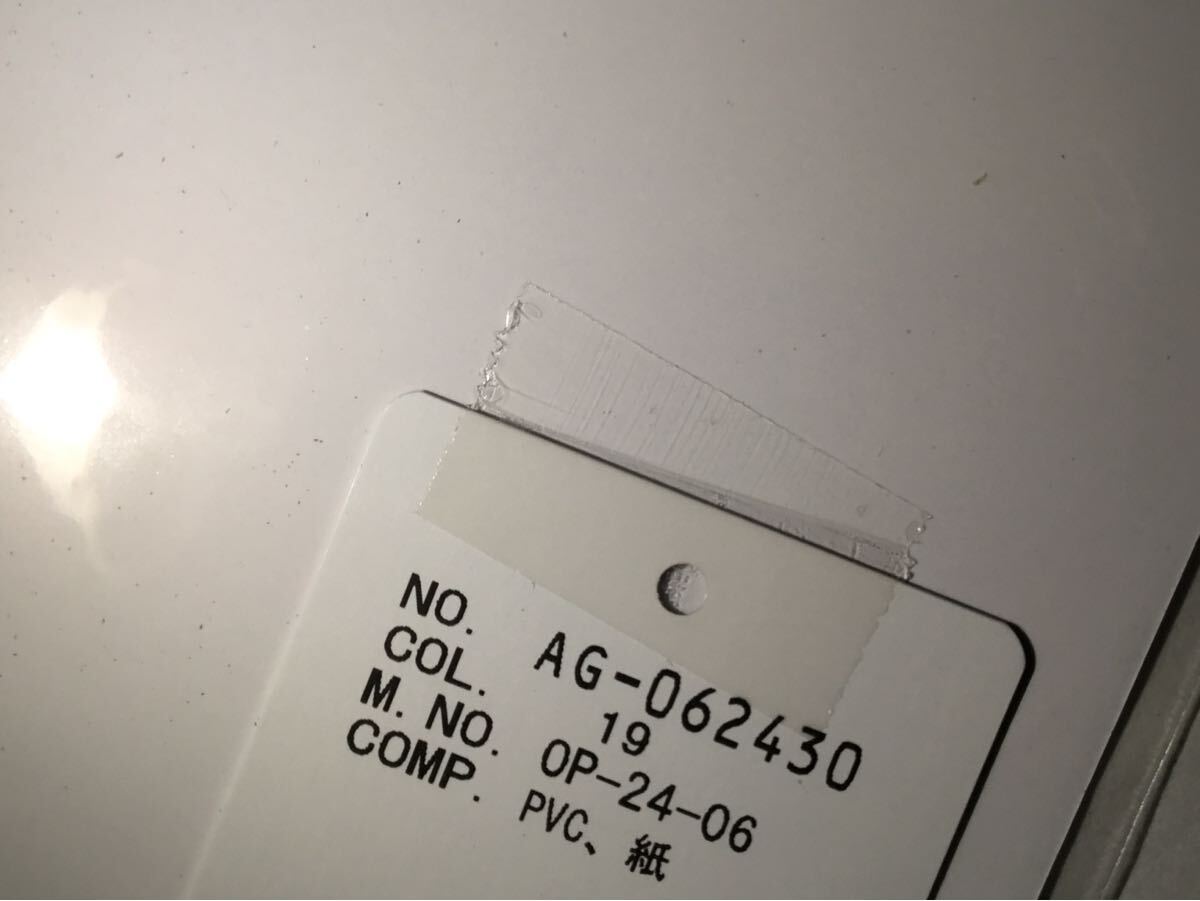 NO. AG-062430
COL. 19
M. NO. OP-24-06
COMP. PVC、紙